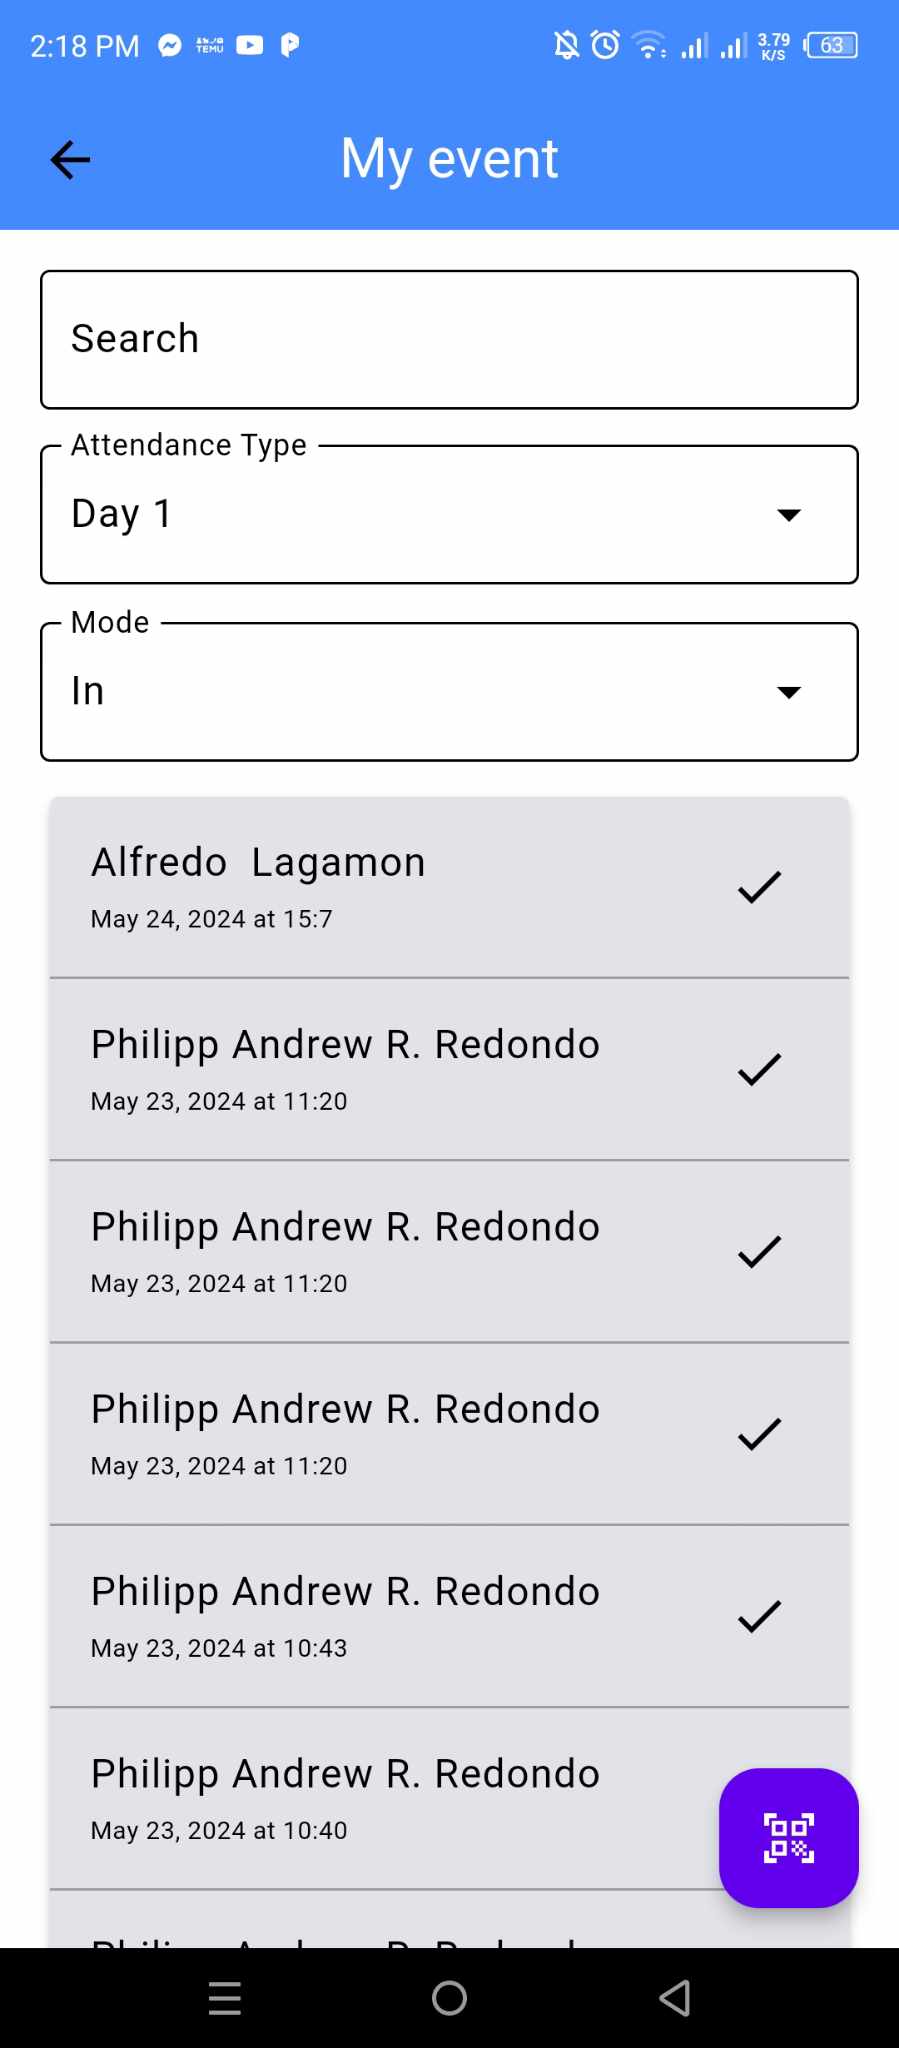 2:18 PM TEMU 3.79 K/S 63
My event
Search
Attendance Type
Day 1
Mode
In
Alfredo  Lagamon
May 24, 2024 at 15:7
Philipp Andrew R. Redondo
May 23, 2024 at 11:20
Philipp Andrew R. Redondo
May 23, 2024 at 11:20
Philipp Andrew R. Redondo
May 23, 2024 at 11:20
Philipp Andrew R. Redondo
May 23, 2024 at 10:43
Philipp Andrew R. Redondo
May 23, 2024 at 10:40